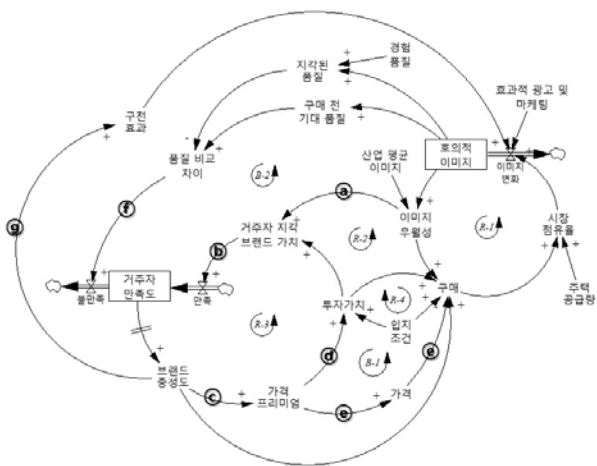 경험
품질
지각된
품질
구매 전
기대 품질
효과적 광고 및
마케팅
구전
효과
품질 비교
차이
산업 평균
이미지
호의적
이미지
이미지
변화
B-2
ⓐ
ⓕ
ⓖ
거주자 지각
브랜드 가치
이미지
우월성
R-2
R-1
시장
점유율
ⓑ
거주자
만족도
불만족
만족
투자가치
R-4
구매
주택
공급량
R-3
입지
조건
ⓓ
B-1
ⓔ
브랜드
충성도
ⓒ
가격
프리미엄
ⓔ
가격